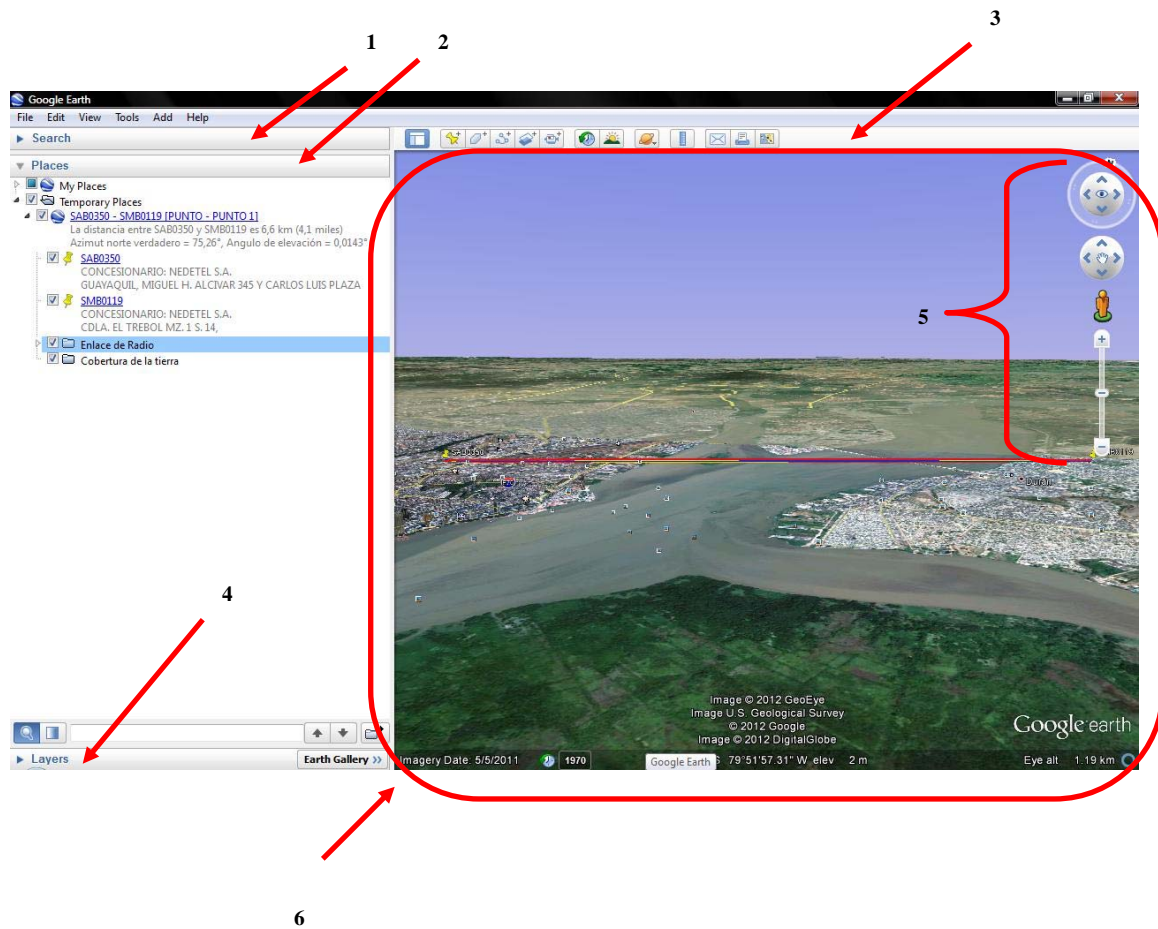 3
1
2
Google Earth
File Edit View Tools Add Help
Search
Places
My Places
Temporary Places
SAB0350 - SMB0119 [PUNTO - PUNTO 1]
La distancia entre SAB0350 y SMB0119 es 6,6 km (4,1 miles)
Azimut norte verdadero = 75,26°, Angulo de elevación = 0,0143°
SAB0350
CONCESIONARIO: NEDETEL S.A.
GUAYAQUIL, MIGUEL H. ALCIVAR 345 Y CARLOS LUIS PLAZA
SMB0119
CONCESIONARIO: NEDETEL S.A.
CDLA. EL TREBOL MZ. 1 S. 14,
Enlace de Radio
Cobertura de la tierra
5
SAB0350
B0119
Durán
4
Image © 2012 GeoEye
Image U.S. Geological Survey
© 2012 Google
Image © 2012 DigitalGlobe
Google earth
Layers
Earth Gallery >>
Imagery Date: 5/5/2011
1970
Google Earth
S 79°51'57.31" W elev 2 m
Eye alt 1.19 km
6